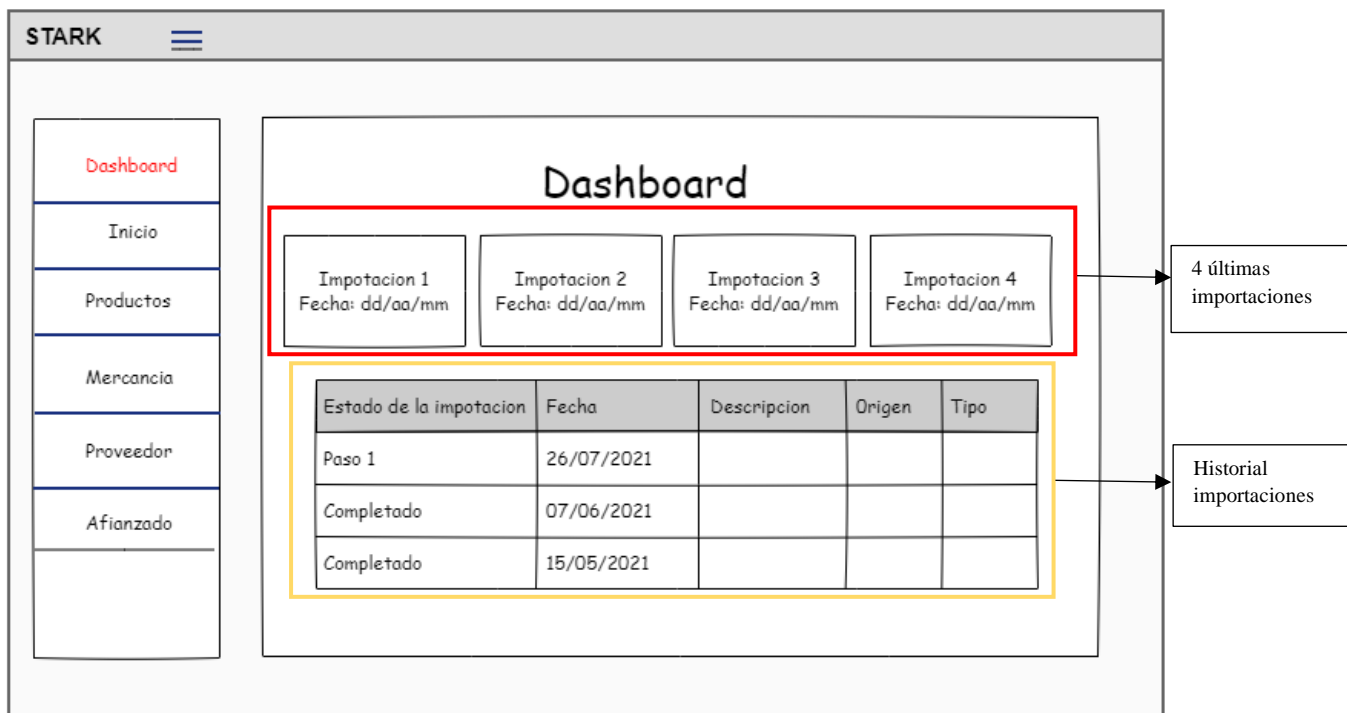 STARK
Dashboard
Inicio
Productos
Mercancia
Proveedor
Afianzado
Dashboard
Impotacion 1
Fecha: dd/aa/mm
Impotacion 2
Fecha: dd/aa/mm
Impotacion 3
Fecha: dd/aa/mm
Impotacion 4
Fecha: dd/aa/mm
4 últimas
importaciones
Estado de la impotacion Fecha Descripcion Origen Tipo
Paso 1 26/07/2021
Completado 07/06/2021
Completado 15/05/2021
Historial
importaciones